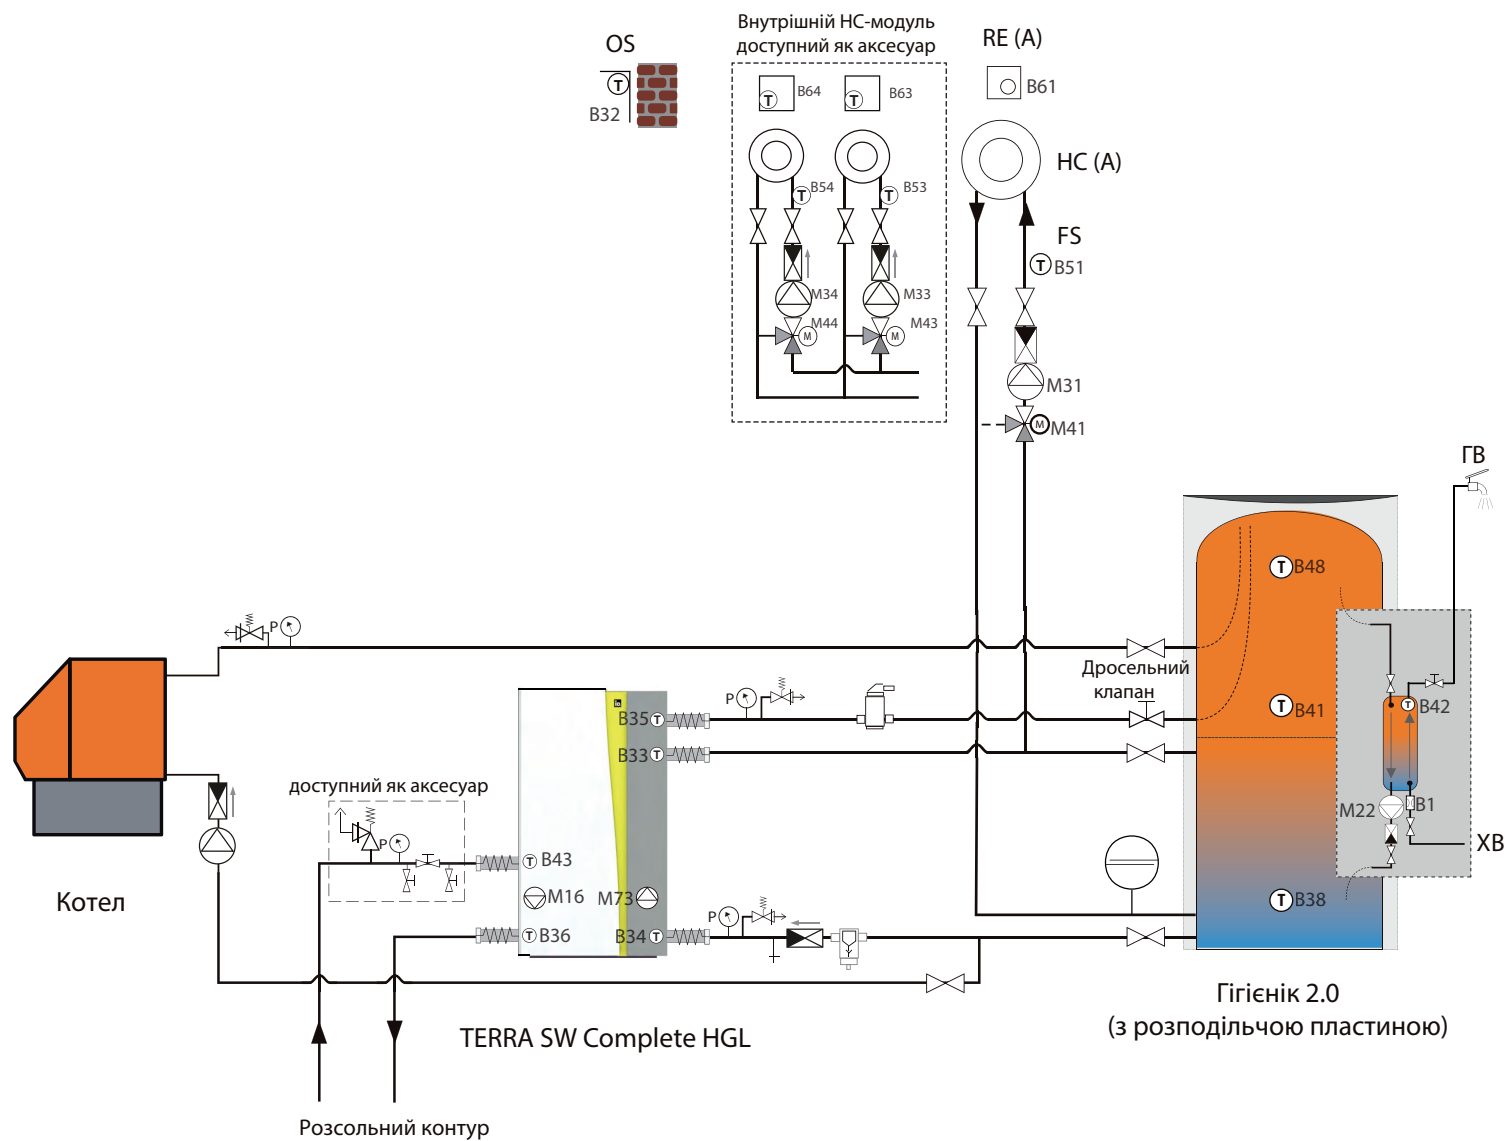 Внутрішній НС-модуль
доступний як аксесуар
OS
T
B32
T
B64
T
B63
RE (A)
B61
HC (A)
T
B54
T
B53
FS
T
B51
M34
M33
M44
M
M43
M
M31
M
M41
ГВ
T
B48
P
Дросельний
клапан
P
B35
T
T
B41
T
B42
B33
T
доступний як аксесуар
P
M22
B1
ХВ
T
B43
M16
M73
T
B38
T
B36
B34
T
P
Котел
Гігієнік 2.0
(з розподільчою пластиною)
TERRA SW Complete HGL
Розсольний контур